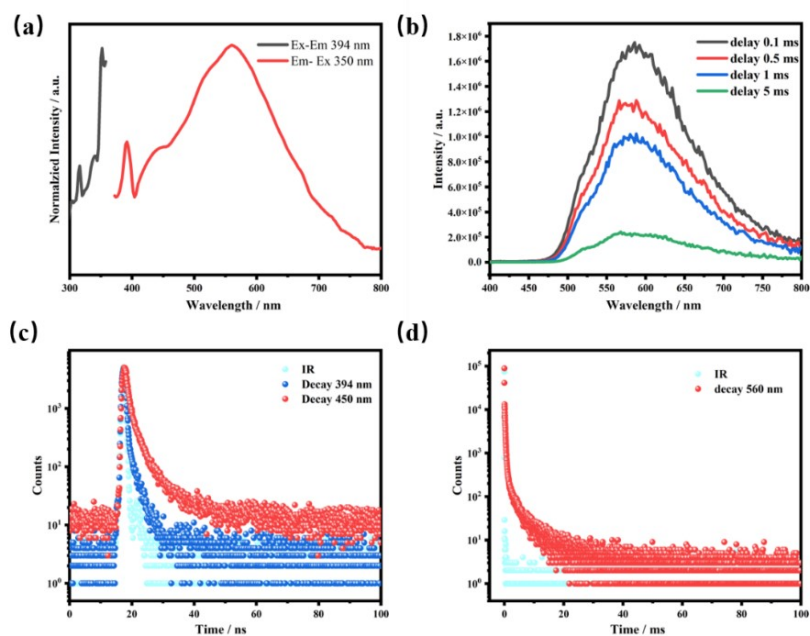 (a)
Ex-Em 394 nm
Em- Ex 350 nm
Normalzied Intensity / a.u.
300 400 500 600 700 800
Wavelength / nm
(b)
delay 0.1 ms
delay 0.5 ms
delay 1 ms
delay 5 ms
Intensity / a.u.
1.8×10⁶
1.6×10⁶
1.4×10⁶
1.2×10⁶
1.0×10⁶
8.0×10⁵
6.0×10⁵
4.0×10⁵
2.0×10⁵
0.0
400 450 500 550 600 650 700 750 800
Wavelength / nm
(c)
IR
Decay 394 nm
Decay 450 nm
Counts
10³
10²
10¹
10⁰
0 20 40 60 80 100
Time / ns
(d)
IR
decay 560 nm
Counts
10⁵
10⁴
10³
10²
10¹
10⁰
0 20 40 60 80 100
Time / ms